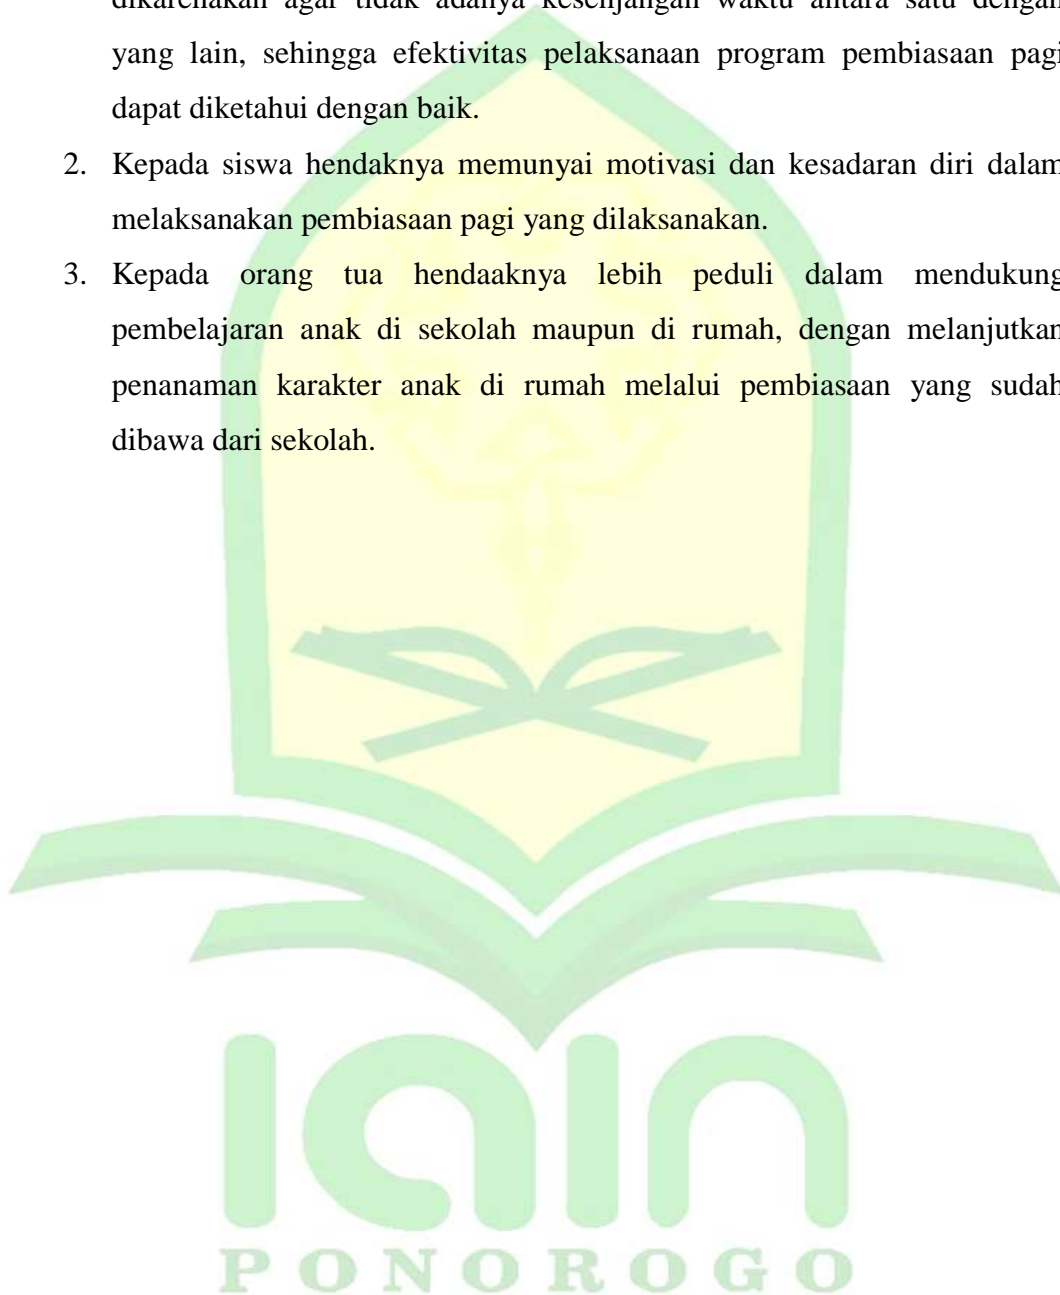 dikarenakan agar tidak adanya kesenjangan waktu antara satu dengan
yang lain, sehingga efektivitas pelaksanaan program pembiasaan pagi
dapat diketahui dengan baik.
2. Kepada siswa hendaknya memunyai motivasi dan kesadaran diri dalam
melaksanakan pembiasaan pagi yang dilaksanakan.
3. Kepada orang tua hendaaknya lebih peduli dalam mendukung
pembelajaran anak di sekolah maupun di rumah, dengan melanjutkan
penanaman karakter anak di rumah melalui pembiasaan yang sudah
dibawa dari sekolah.
IAIN
PONOROGO